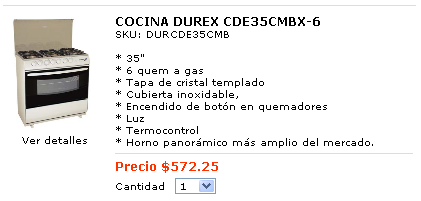 COCINA DUREX CDE35CMBX-6
SKU: DURCDE35CMB
* 35"
* 6 quem a gas
* Tapa de cristal templado
* Cubierta inoxidable,
* Encendido de botón en quemadores
* Luz
* Termocontrol
* Horno panorámico más amplio del mercado.
Ver detalles
Precio $572.25
Cantidad 1